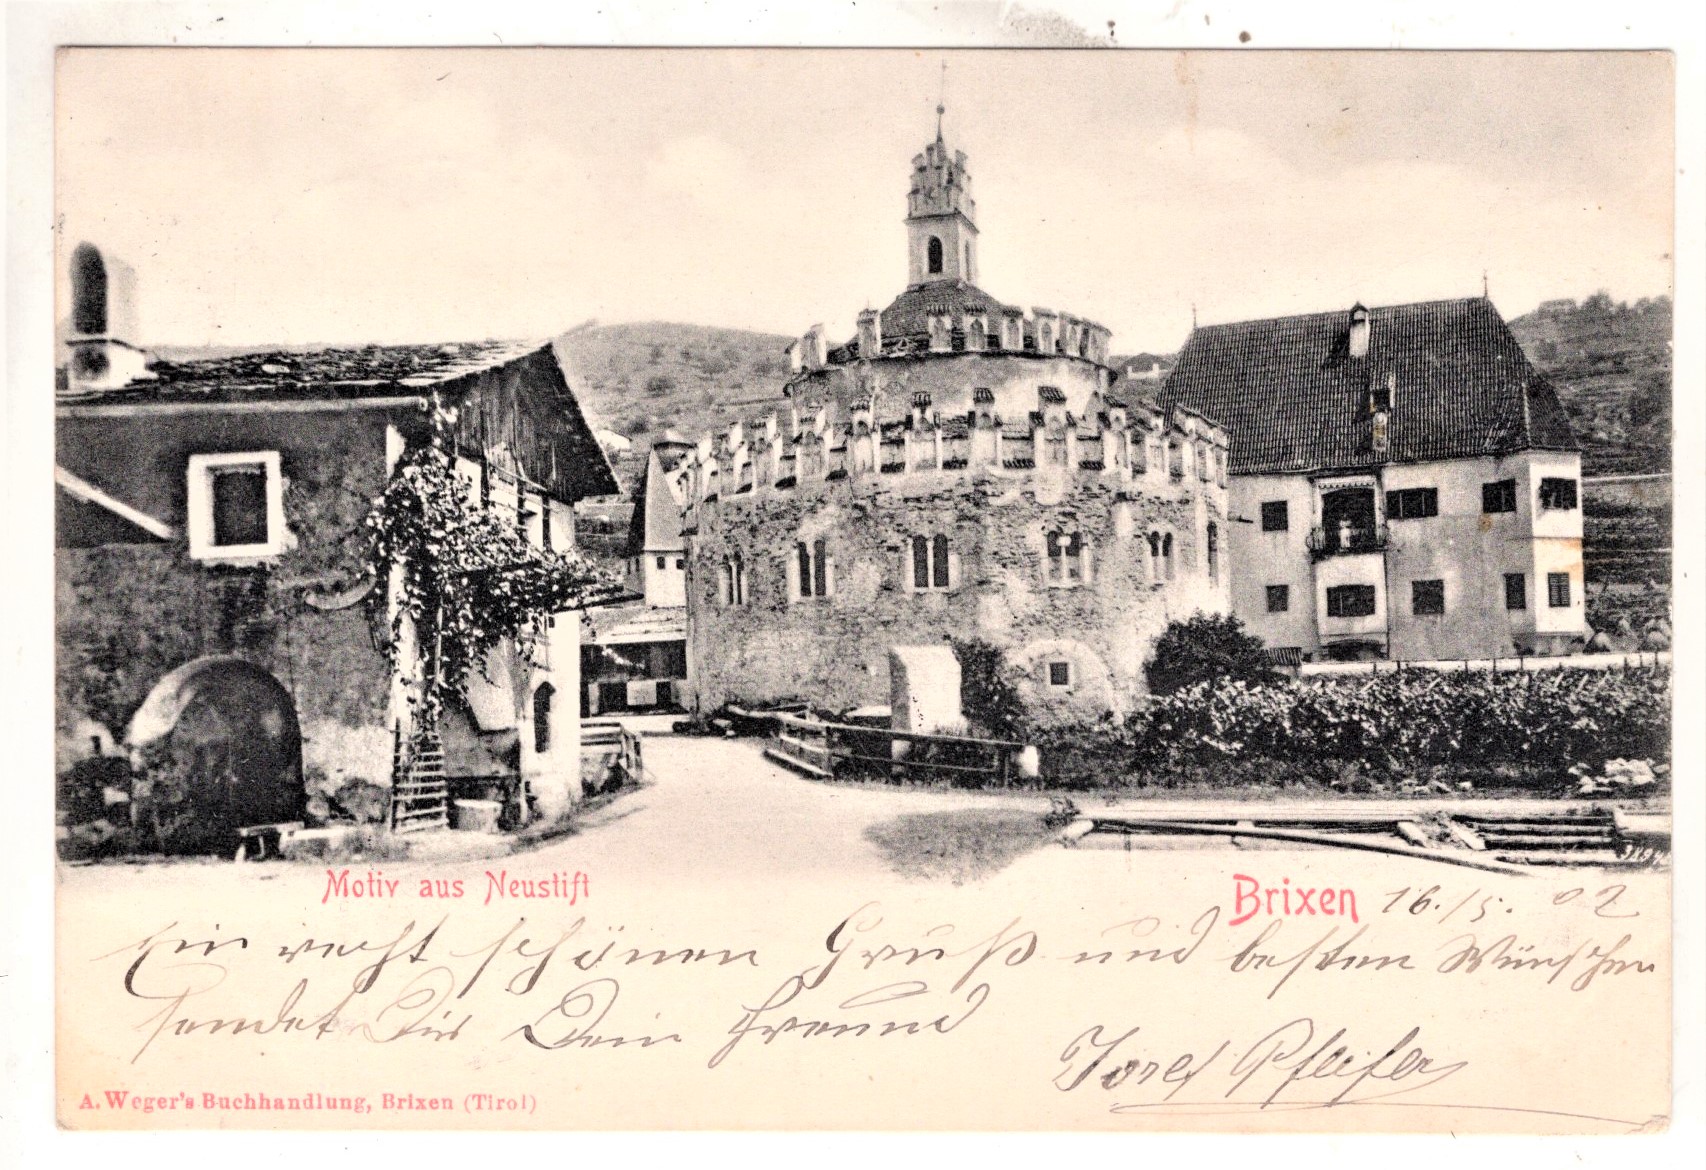 Motiv aus Neustift
Brixen 16./5. 02
Ein recht schönen Gruß und besten Wünschen
sendet Dir Dein Freund
Josef Pfeifer
A. Weger's Buchhandlung, Brixen (Tirol)